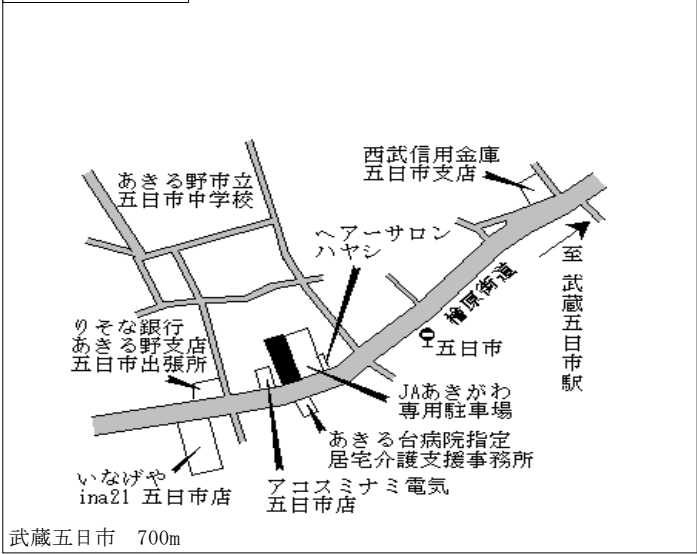 西武信用金庫
五日市支店
あきる野市立
五日市中学校
ヘアーサロン
ハヤシ
至 武蔵五日市駅
檜原街道
五日市
りそな銀行
あきる野支店
五日市出張所
JAあきがわ
専用駐車場
あきる台病院指定
居宅介護支援事務所
いなげや
ina21 五日市店
アコスミナミ電気
五日市店
武蔵五日市 700m